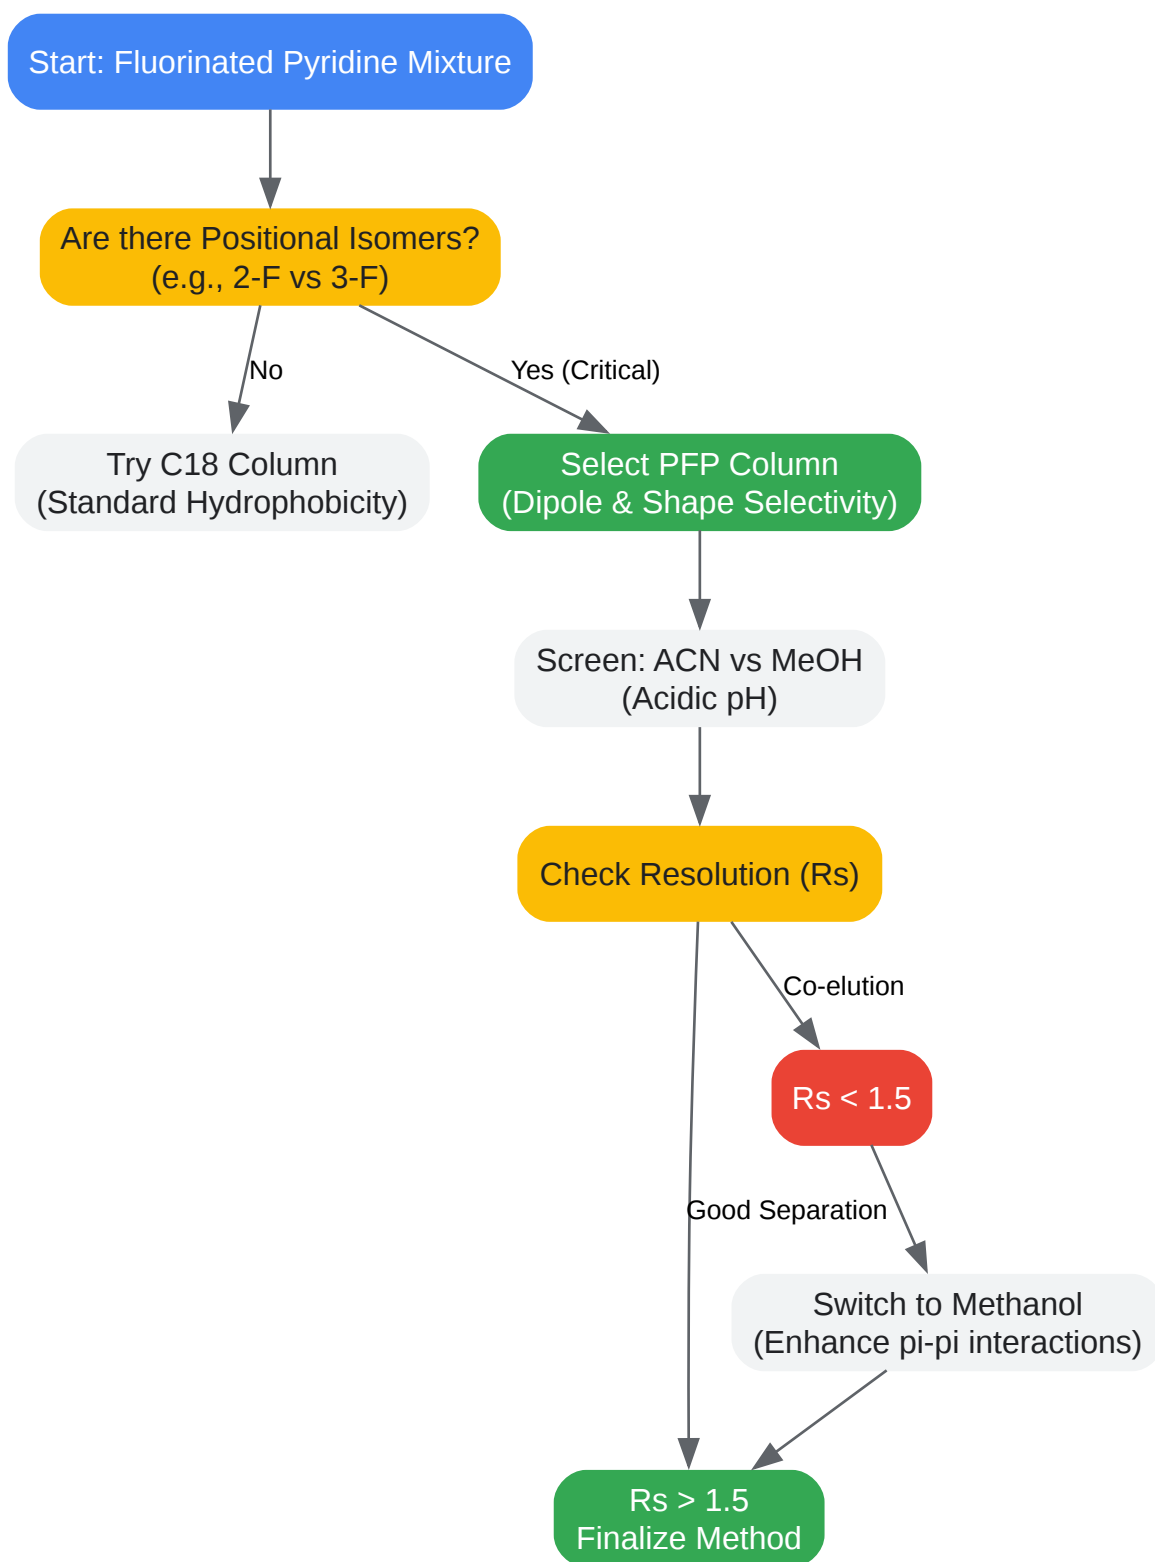 Start: Fluorinated Pyridine Mixture
Are there Positional Isomers?
(e.g., 2-F vs 3-F)
No
Yes (Critical)
Try C18 Column
(Standard Hydrophobicity)
Select PFP Column
(Dipole & Shape Selectivity)
Screen: ACN vs MeOH
(Acidic pH)
Check Resolution (Rs)
Co-elution
Rs < 1.5
Good Separation
Switch to Methanol
(Enhance pi-pi interactions)
Rs > 1.5
Finalize Method